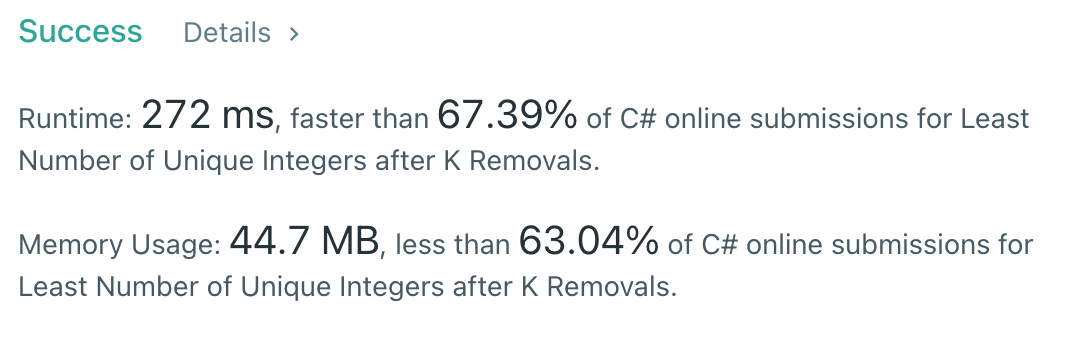 Success Details >
Runtime: 272 ms, faster than 67.39% of C# online submissions for Least
Number of Unique Integers after K Removals.
Memory Usage: 44.7 MB, less than 63.04% of C# online submissions for
Least Number of Unique Integers after K Removals.